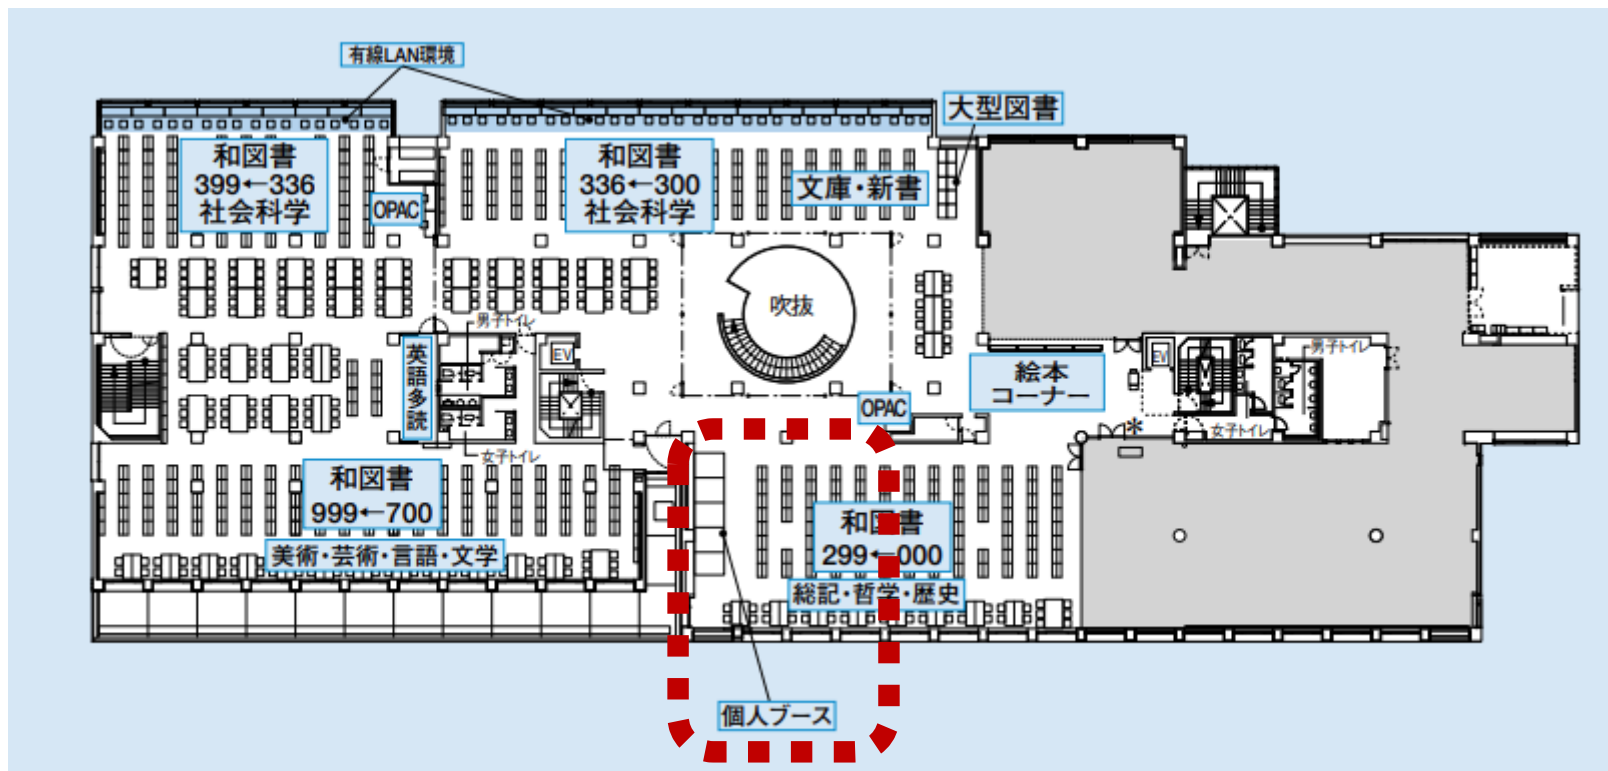 有線LAN環境
大型図書
和図書
399←336
社会科学
OPAC
和図書
336←300
社会科学
文庫・新書
吹抜
男子トイレ
英語多読
EV
女子トイレ
絵本
コーナー
EV
男子トイレ
女子トイレ
*
OPAC
和図書
999←700
美術・芸術・言語・文学
和図書
299←000
総記・哲学・歴史
個人ブース